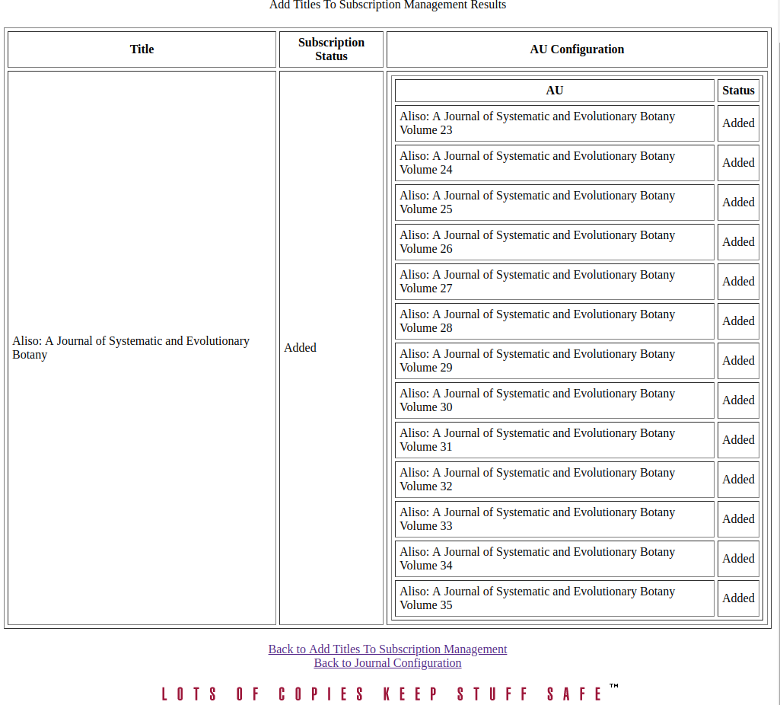 Add Titles To Subscription Management Results
Title
Subscription
Status
AU Configuration
Aliso: A Journal of Systematic and Evolutionary
Botany
Added
AU
Status
Aliso: A Journal of Systematic and Evolutionary Botany
Volume 23
Added
Aliso: A Journal of Systematic and Evolutionary Botany
Volume 24
Added
Aliso: A Journal of Systematic and Evolutionary Botany
Volume 25
Added
Aliso: A Journal of Systematic and Evolutionary Botany
Volume 26
Added
Aliso: A Journal of Systematic and Evolutionary Botany
Volume 27
Added
Aliso: A Journal of Systematic and Evolutionary Botany
Volume 28
Added
Aliso: A Journal of Systematic and Evolutionary Botany
Volume 29
Added
Aliso: A Journal of Systematic and Evolutionary Botany
Volume 30
Added
Aliso: A Journal of Systematic and Evolutionary Botany
Volume 31
Added
Aliso: A Journal of Systematic and Evolutionary Botany
Volume 32
Added
Aliso: A Journal of Systematic and Evolutionary Botany
Volume 33
Added
Aliso: A Journal of Systematic and Evolutionary Botany
Volume 34
Added
Aliso: A Journal of Systematic and Evolutionary Botany
Volume 35
Added
Back to Add Titles To Subscription Management
Back to Journal Configuration
LOTS OF COPIES KEEP STUFF SAFE™